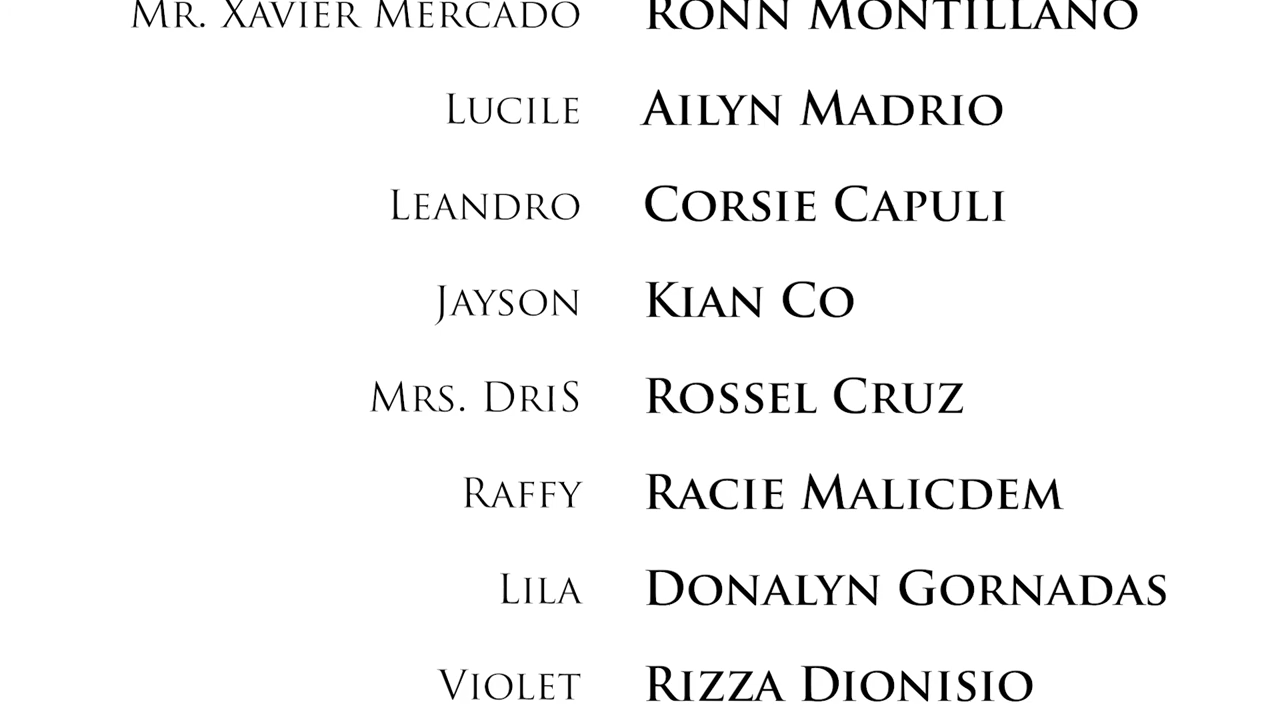 Mr. Xavier Mercado Ronn Montillano
Lucile Ailyn Madrio
Leandro Corsie Capuli
Jayson Kian Co
Mrs. DriS Rossel Cruz
Raffy Racie Malicdem
Lila Donalyn Gornadas
Violet Rizza Dionisio